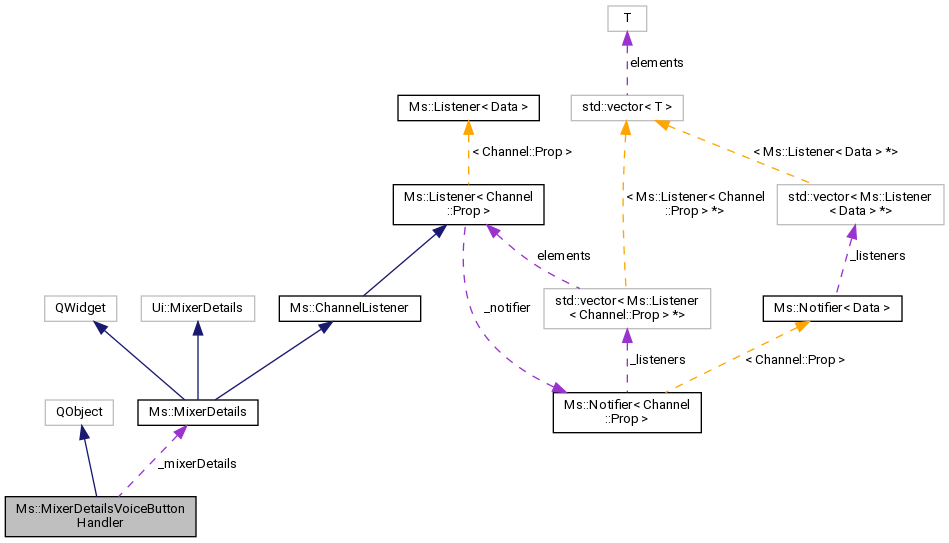 T
elements
Ms::Listener< Data >
std::vector< T >
< Channel::Prop >
< Ms::Listener< Data > *>
Ms::Listener< Channel
::Prop >
< Ms::Listener< Channel
::Prop > *>
std::vector< Ms::Listener
< Data > *>
elements
_listeners
QWidget
Ui::MixerDetails
Ms::ChannelListener
_notifier
std::vector< Ms::Listener
< Channel::Prop > *>
Ms::Notifier< Data >
_listeners
< Channel::Prop >
QObject
Ms::MixerDetails
Ms::Notifier< Channel
::Prop >
_mixerDetails
Ms::MixerDetailsVoiceButton
Handler